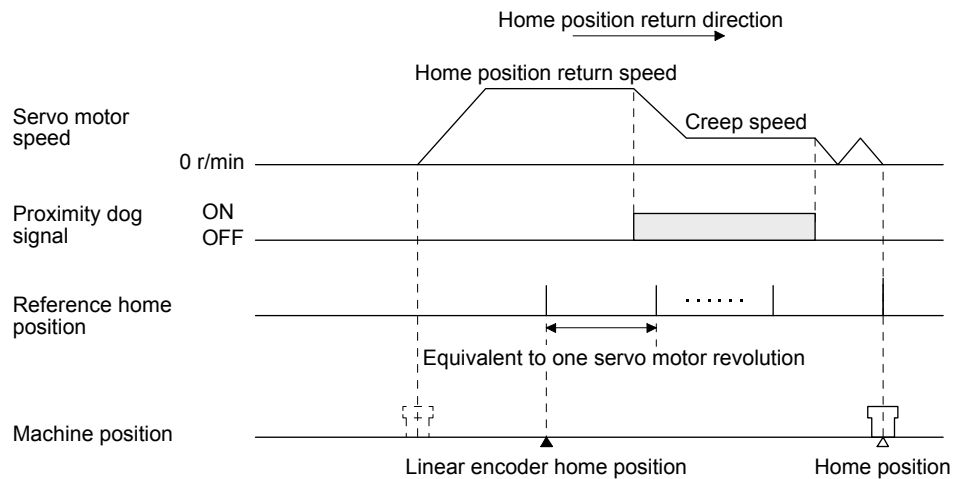 Home position return direction
Home position return speed
Servo motor
speed
Creep speed
0 r/min
Proximity dog
signal
ON
OFF
Reference home
position
Equivalent to one servo motor revolution
Machine position
Linear encoder home position
Home position